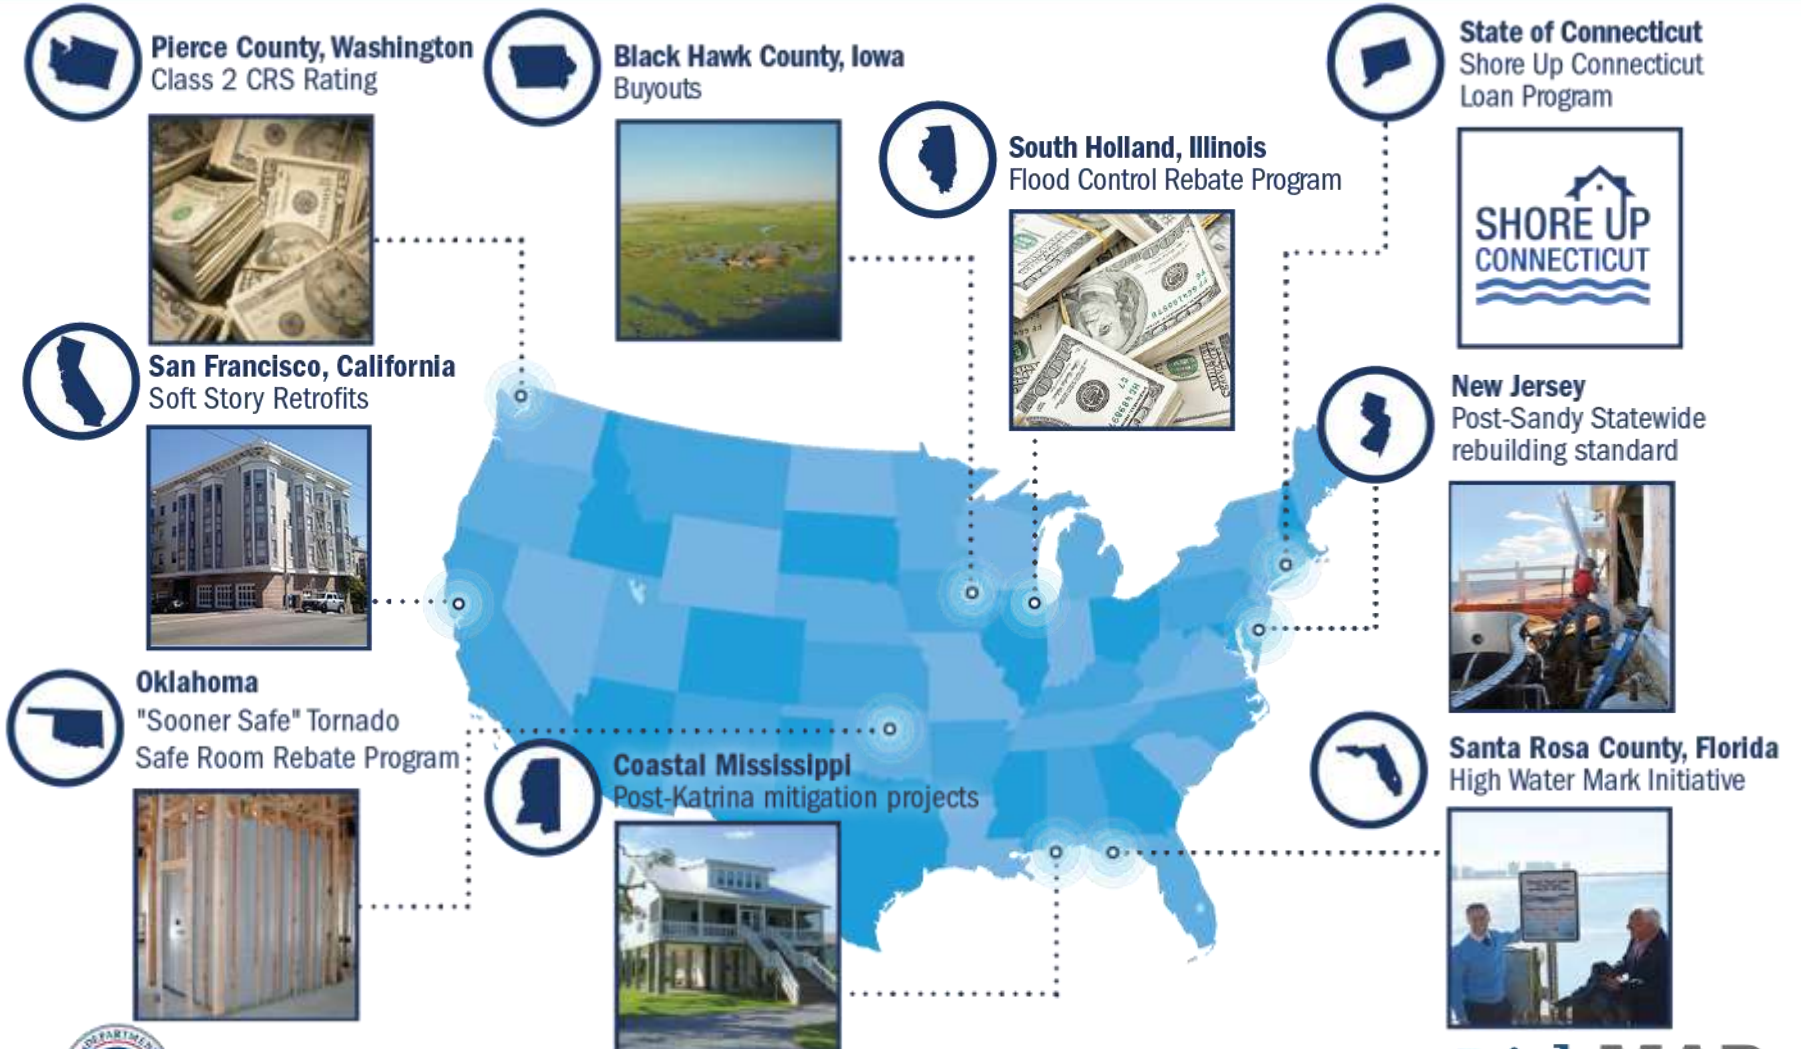 Pierce County, Washington
Class 2 CRS Rating
Black Hawk County, Iowa
Buyouts
South Holland, Illinois
Flood Control Rebate Program
State of Connecticut
Shore Up Connecticut
Loan Program
SHORE UP
CONNECTICUT
San Francisco, California
Soft Story Retrofits
New Jersey
Post-Sandy Statewide
rebuilding standard
Oklahoma
"Sooner Safe" Tornado
Safe Room Rebate Program
Coastal Mississippi
Post-Katrina mitigation projects
Santa Rosa County, Florida
High Water Mark Initiative